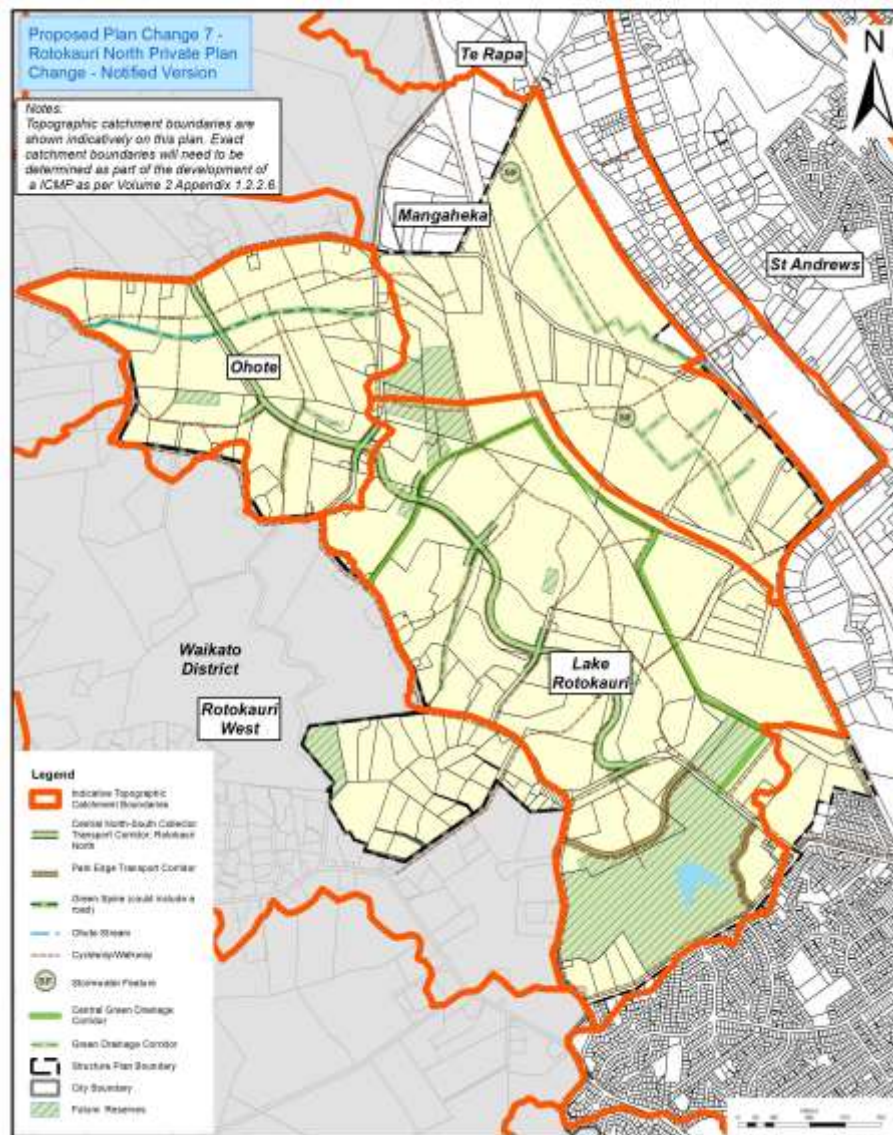 Proposed Plan Change 7 -
Rotokauri North Private Plan
Change - Notified Version
Notes:
Topographic catchment boundaries are
shown indicatively on this plan. Exact
catchment boundaries will need to be
determined as part of the development of
a ICMP as per Volume 2 Appendix 1.2.2.6
N
Te Rapa
Mangaheka
St Andrews
SF
Ohote
SF
Waikato
District
Lake
Rotokauri
Rotokauri
West
Legend
Indicative Topographic
Catchment Boundaries
Central North-South Collector
Transport Corridor, Rotokauri
North
Park Edge Transport Corridor
Green Spine (could include a
road)
Ohote Stream
Cycleway/Walkway
SF
Stormwater Feature
Central Green Drainage
Corridor
Green Drainage Corridor
Structure Plan Boundary
City Boundary
Future Reserves